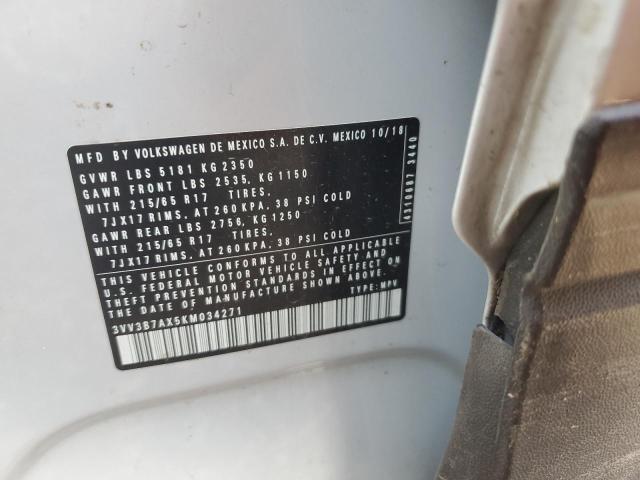 MFD BY VOLKSWAGEN DE MEXICO S.A. DE C.V. MEXICO 10/18
GVWR LBS 5181 KG 2350
GAWR FRONT LBS 2535, KG 1150
WITH 215/65 R17 TIRES.
7JX17 RIMS. AT 260 KPA, 38 PSI COLD
GAWR REAR LBS 2756, KG 1250
WITH 215/65 R17 TIRES.
7JX17 RIMS. AT 260 KPA, 38 PSI COLD
THIS VEHICLE CONFORMS TO ALL APPLICABLE
U.S. FEDERAL MOTOR VEHICLE SAFETY AND
THEFT PREVENTION STANDARDS IN EFFECT ON
DATE OF MANUFACTURE SHOWN ABOVE.
3VV3B7AX5KM034271 TYPE: MPV
4310687 3440